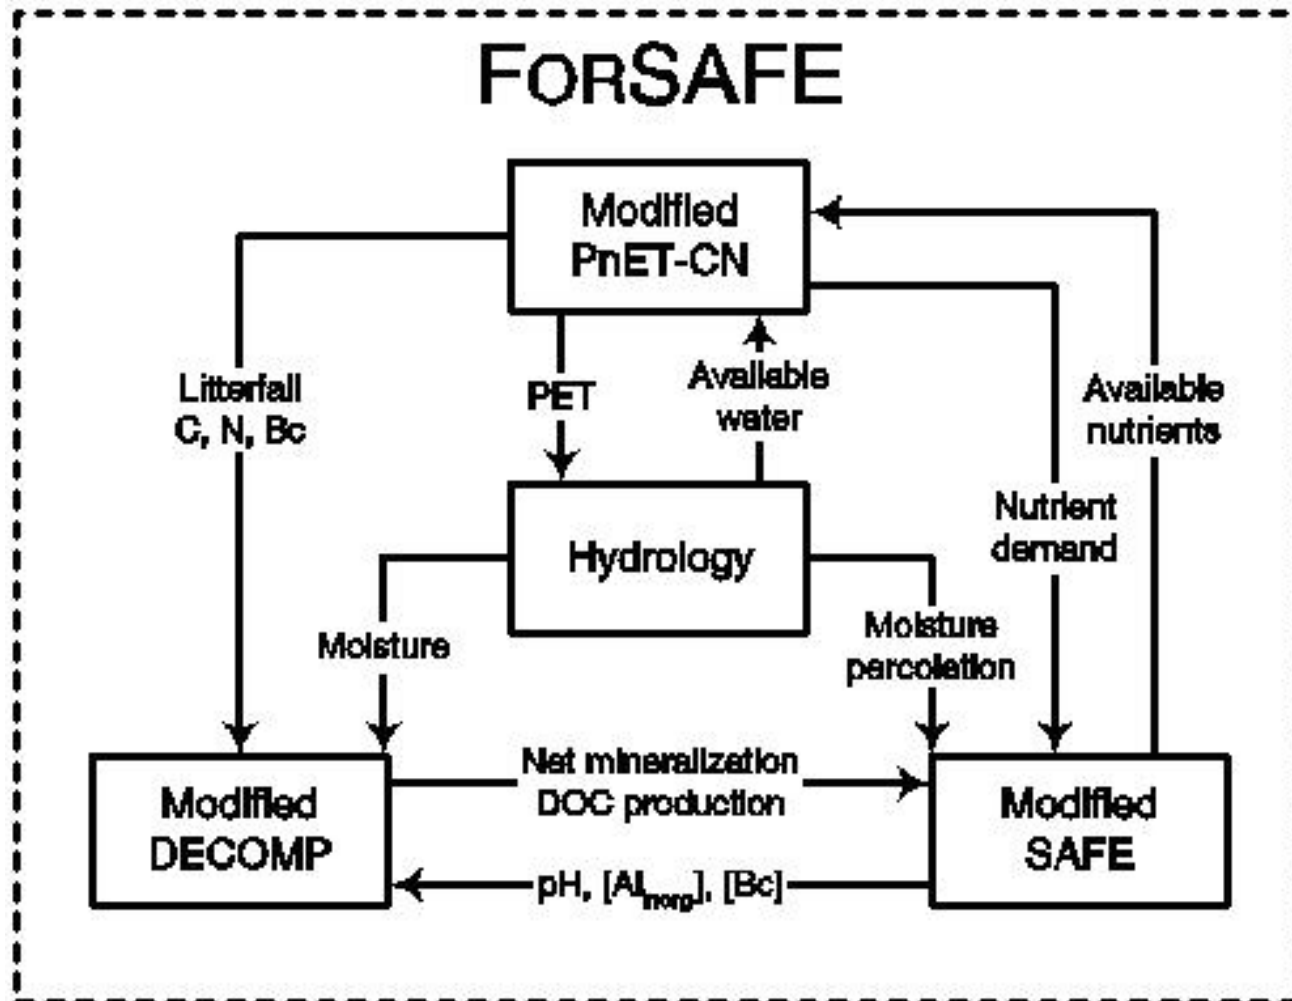 FORSAFE
Modified
PnET-CN
Litterfall
C, N, Bc
PET
Available
water
Available
nutrients
Nutrient
demand
Hydrology
Moisture
Moisture
percolation
Net mineralization
DOC production
Modified
DECOMP
Modified
SAFE
pH, [Al_inorg], [Bc]